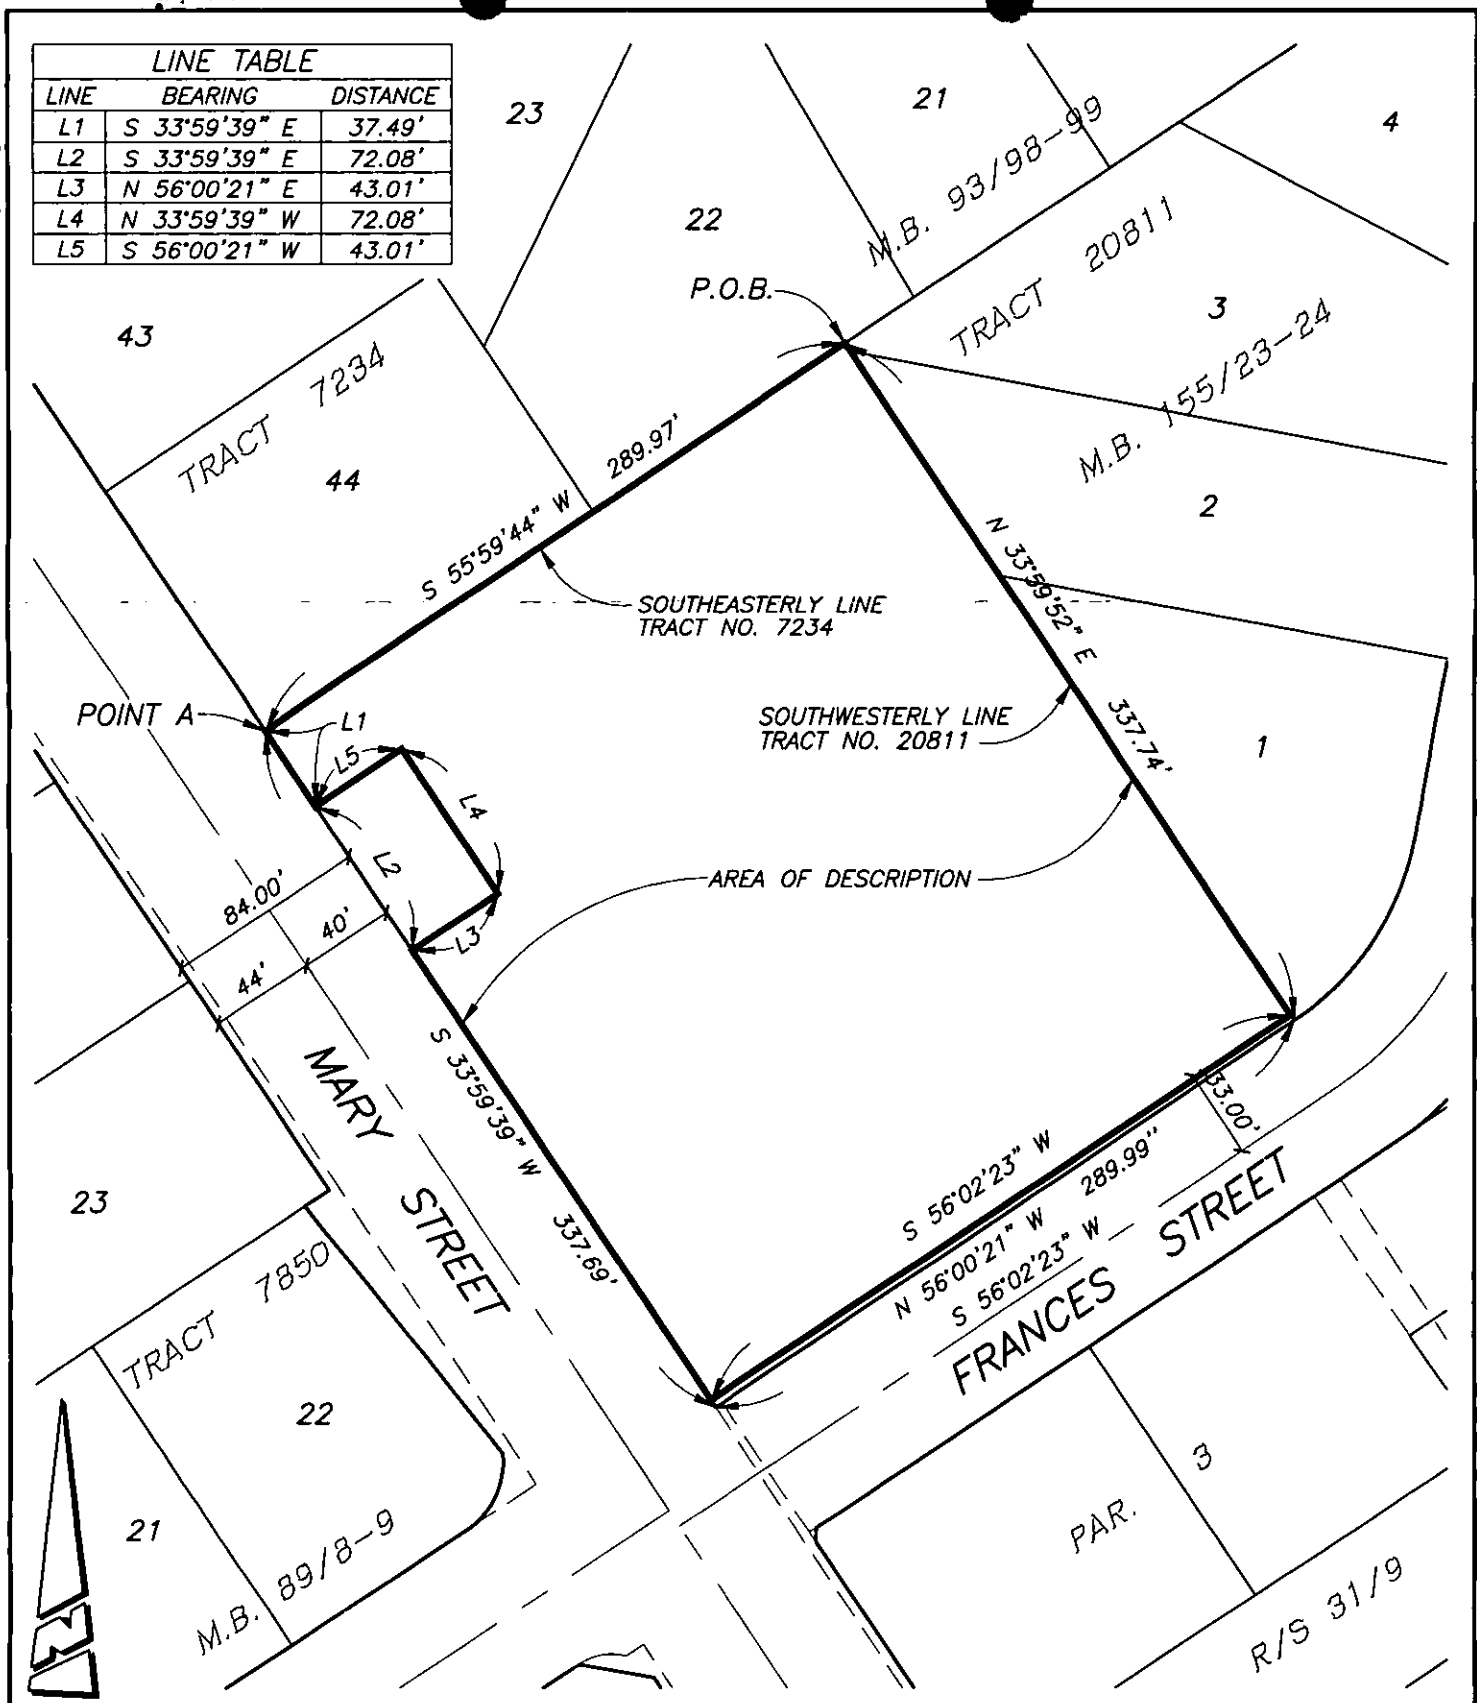 LINE TABLE
LINE BEARING DISTANCE
L1 S 33°59'39" E 37.49'
L2 S 33°59'39" E 72.08'
L3 N 56°00'21" E 43.01'
L4 N 33°59'39" W 72.08'
L5 S 56°00'21" W 43.01'
23
21
4
M.B. 93/98-99
22
TRACT 20811
P.O.B.
3
43
M.B. 155/23-24
TRACT 7234
44
289.97'
S 55°59'44" W
2
N 33°59'52" E 337.74'
SOUTHEASTERLY LINE
TRACT NO. 7234
POINT A
L1
L5
L4
SOUTHWESTERLY LINE
TRACT NO. 20811
1
L2
84.00'
AREA OF DESCRIPTION
40'
L3
44'
S 33°59'39" W
337.69'
MARY STREET
33.00'
S 56°02'23" W
289.99"
N 56°00'21" W
S 56°02'23" W
FRANCES STREET
23
TRACT 7850
22
21
M.B. 89/8-9
3
PAR.
R/S 31/9